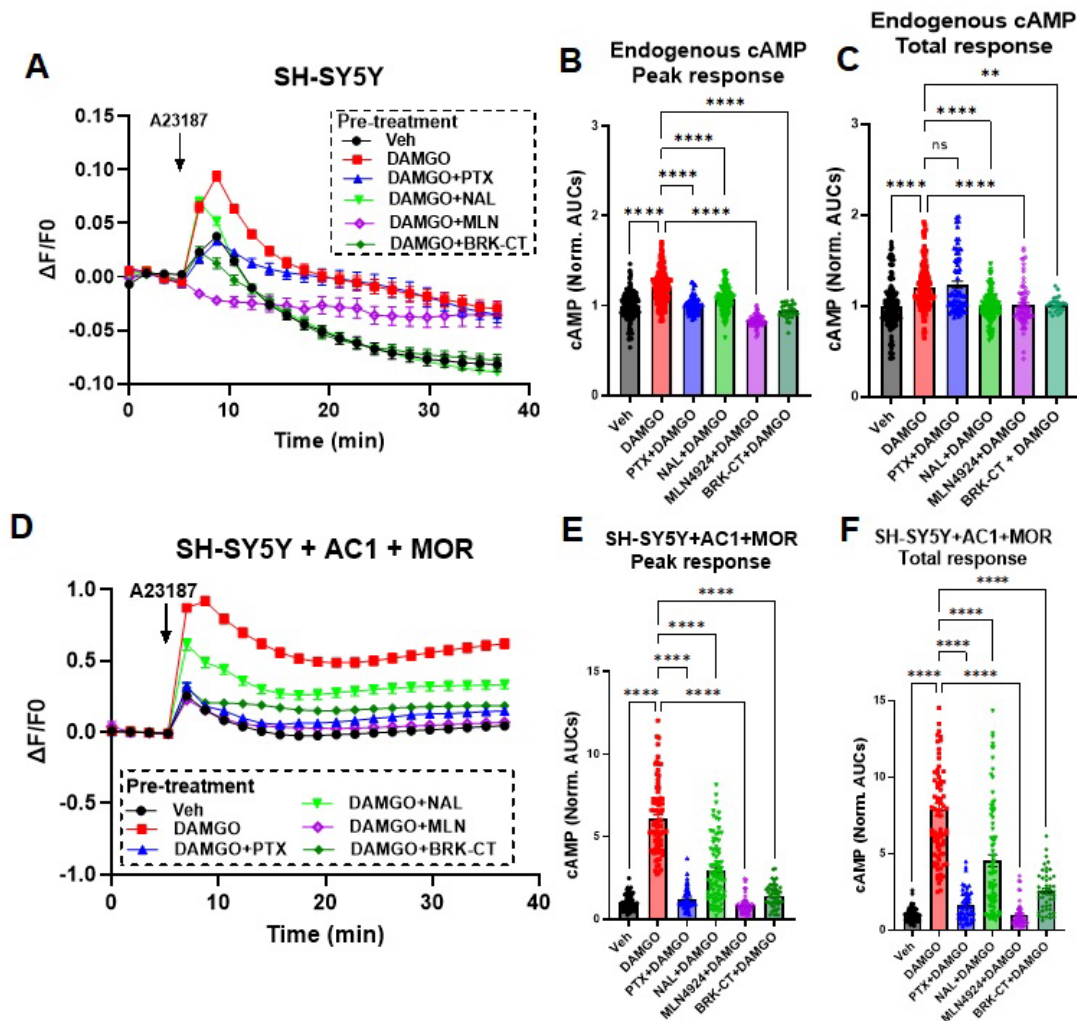 A
SH-SY5Y
A23187
Pre-treatment
Veh
DAMGO
DAMGO+PTX
DAMGO+NAL
DAMGO+MLN
DAMGO+BRK-CT
0.15
0.10
0.05
0.00
-0.05
-0.10
ΔF/F0
0
10
20
30
40
Time (min)
B
Endogenous cAMP
Peak response
****
****
****
**** ****
cAMP (Norm. AUCs)
3
2
1
0
Veh
DAMGO
PTX+DAMGO
NAL+DAMGO
MLN4924+DAMGO
BRK-CT+DAMGO
C
Endogenous cAMP
Total response
**
****
ns
**** ****
cAMP (Norm. AUCs)
3
2
1
0
Veh
DAMGO
PTX+DAMGO
NAL+DAMGO
MLN4924+DAMGO
BRK-CT + DAMGO
D
SH-SY5Y + AC1 + MOR
A23187
1.0
0.5
0.0
-0.5
-1.0
ΔF/F0
Pre-treatment
Veh
DAMGO
DAMGO+PTX
DAMGO+NAL
DAMGO+MLN
DAMGO+BRK-CT
0
10
20
30
40
Time (min)
E
SH-SY5Y+AC1+MOR
Peak response
****
****
****
**** ****
cAMP (Norm. AUCs)
15
10
5
0
Veh
DAMGO
PTX+DAMGO
NAL+DAMGO
MLN4924+DAMGO
BRK-CT+DAMGO
F
SH-SY5Y+AC1+MOR
Total response
****
****
****
**** ****
cAMP (Norm. AUCs)
15
10
5
0
Veh
DAMGO
PTX+DAMGO
NAL+DAMGO
MLN4924+DAMGO
BRK-CT+DAMGO